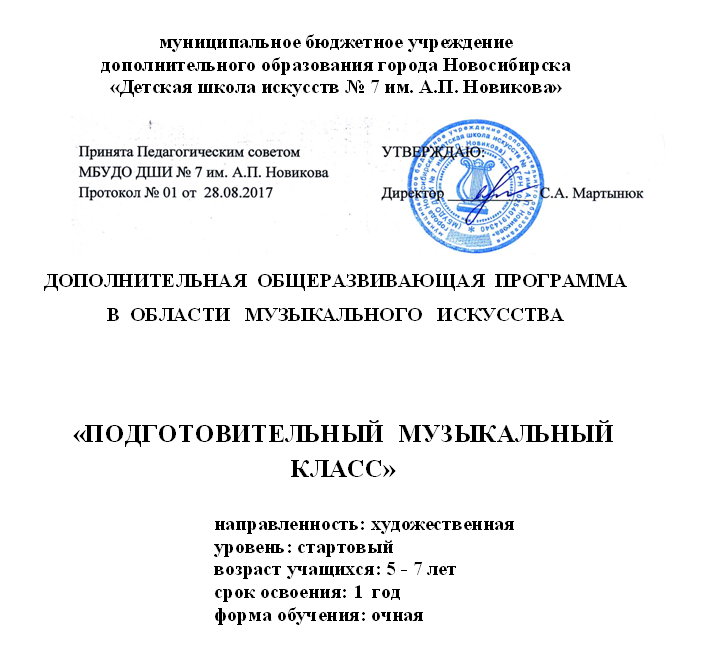 муниципальное бюджетное учреждение
дополнительного образования города Новосибирска
«Детская школа искусств № 7 им. А.П. Новикова»
Принята Педагогическим советом
МБУДО ДШИ № 7 им. А.П. Новикова
Протокол № 01 от 28.08.2017
УТВЕРЖДАЮ:
Директор С.А. Мартынюк
ДОПОЛНИТЕЛЬНАЯ ОБЩЕРАЗВИВАЮЩАЯ ПРОГРАММА
В ОБЛАСТИ МУЗЫКАЛЬНОГО ИСКУССТВА
«ПОДГОТОВИТЕЛЬНЫЙ МУЗЫКАЛЬНЫЙ
КЛАСС»
направленность: художественная
уровень: стартовый
возраст учащихся: 5 - 7 лет
срок освоения: 1 год
форма обучения: очная